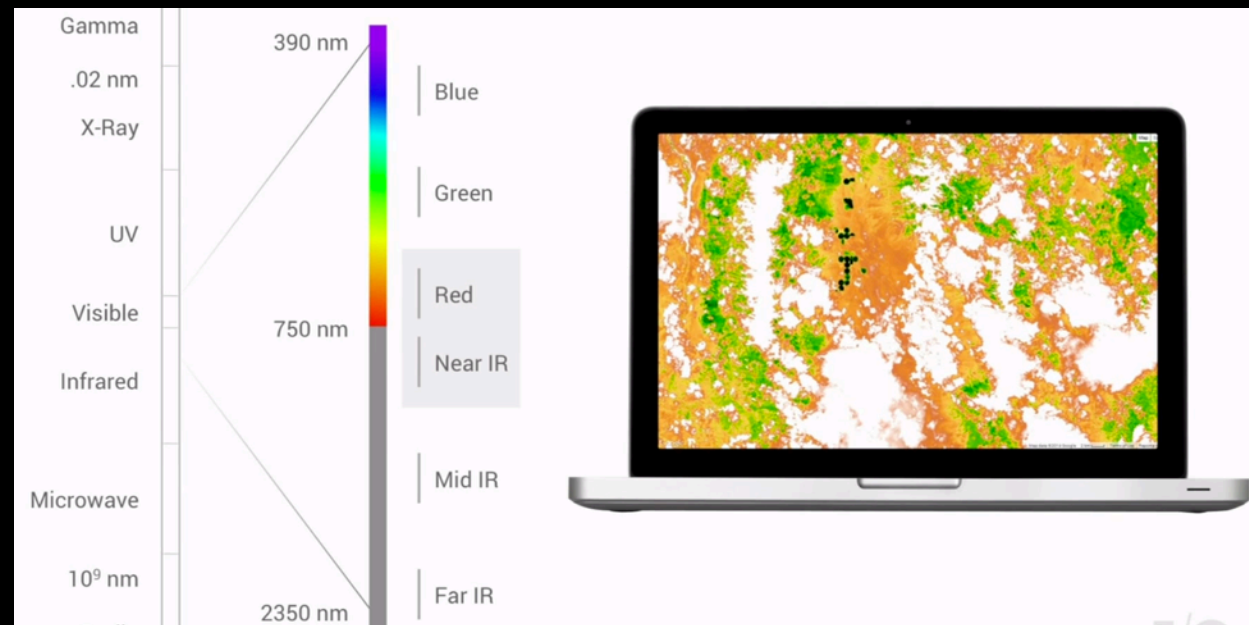 Gamma
.02 nm
X-Ray
UV
Visible
Infrared
Microwave
10⁹ nm
390 nm
750 nm
2350 nm
Blue
Green
Red
Near IR
Mid IR
Far IR